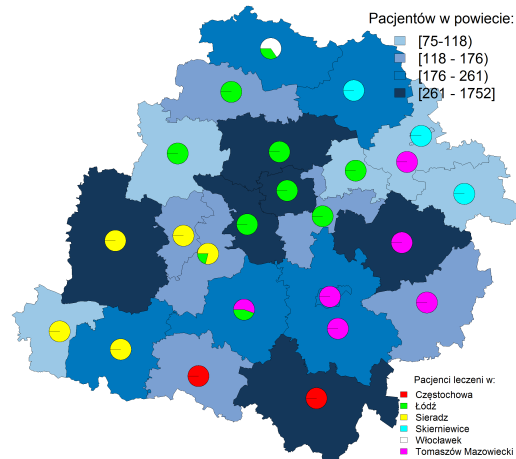 Pacjentów w powiecie:
[75-118)
[118 - 176)
[176 - 261)
[261 - 1752]
Pacjenci leczeni w:
Częstochowa
Łódź
Sieradz
Skierniewice
Włocławek
Tomaszów Mazowiecki